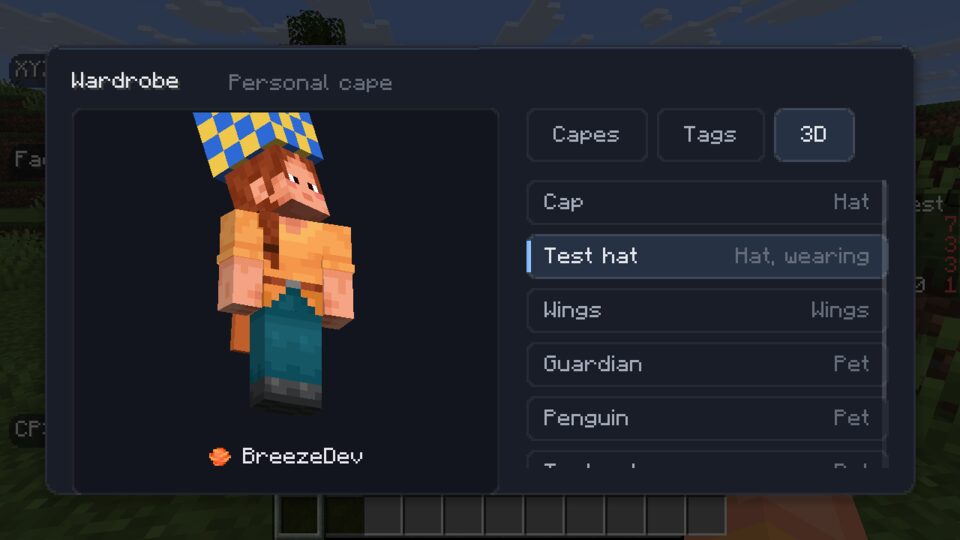 XYZ
Wardrobe
Personal cape
Capes
Tags
3D
Cap
Hat
Test hat
Hat, wearing
Wings
Wings
Guardian
Pet
Penguin
Pet
BreezeDev